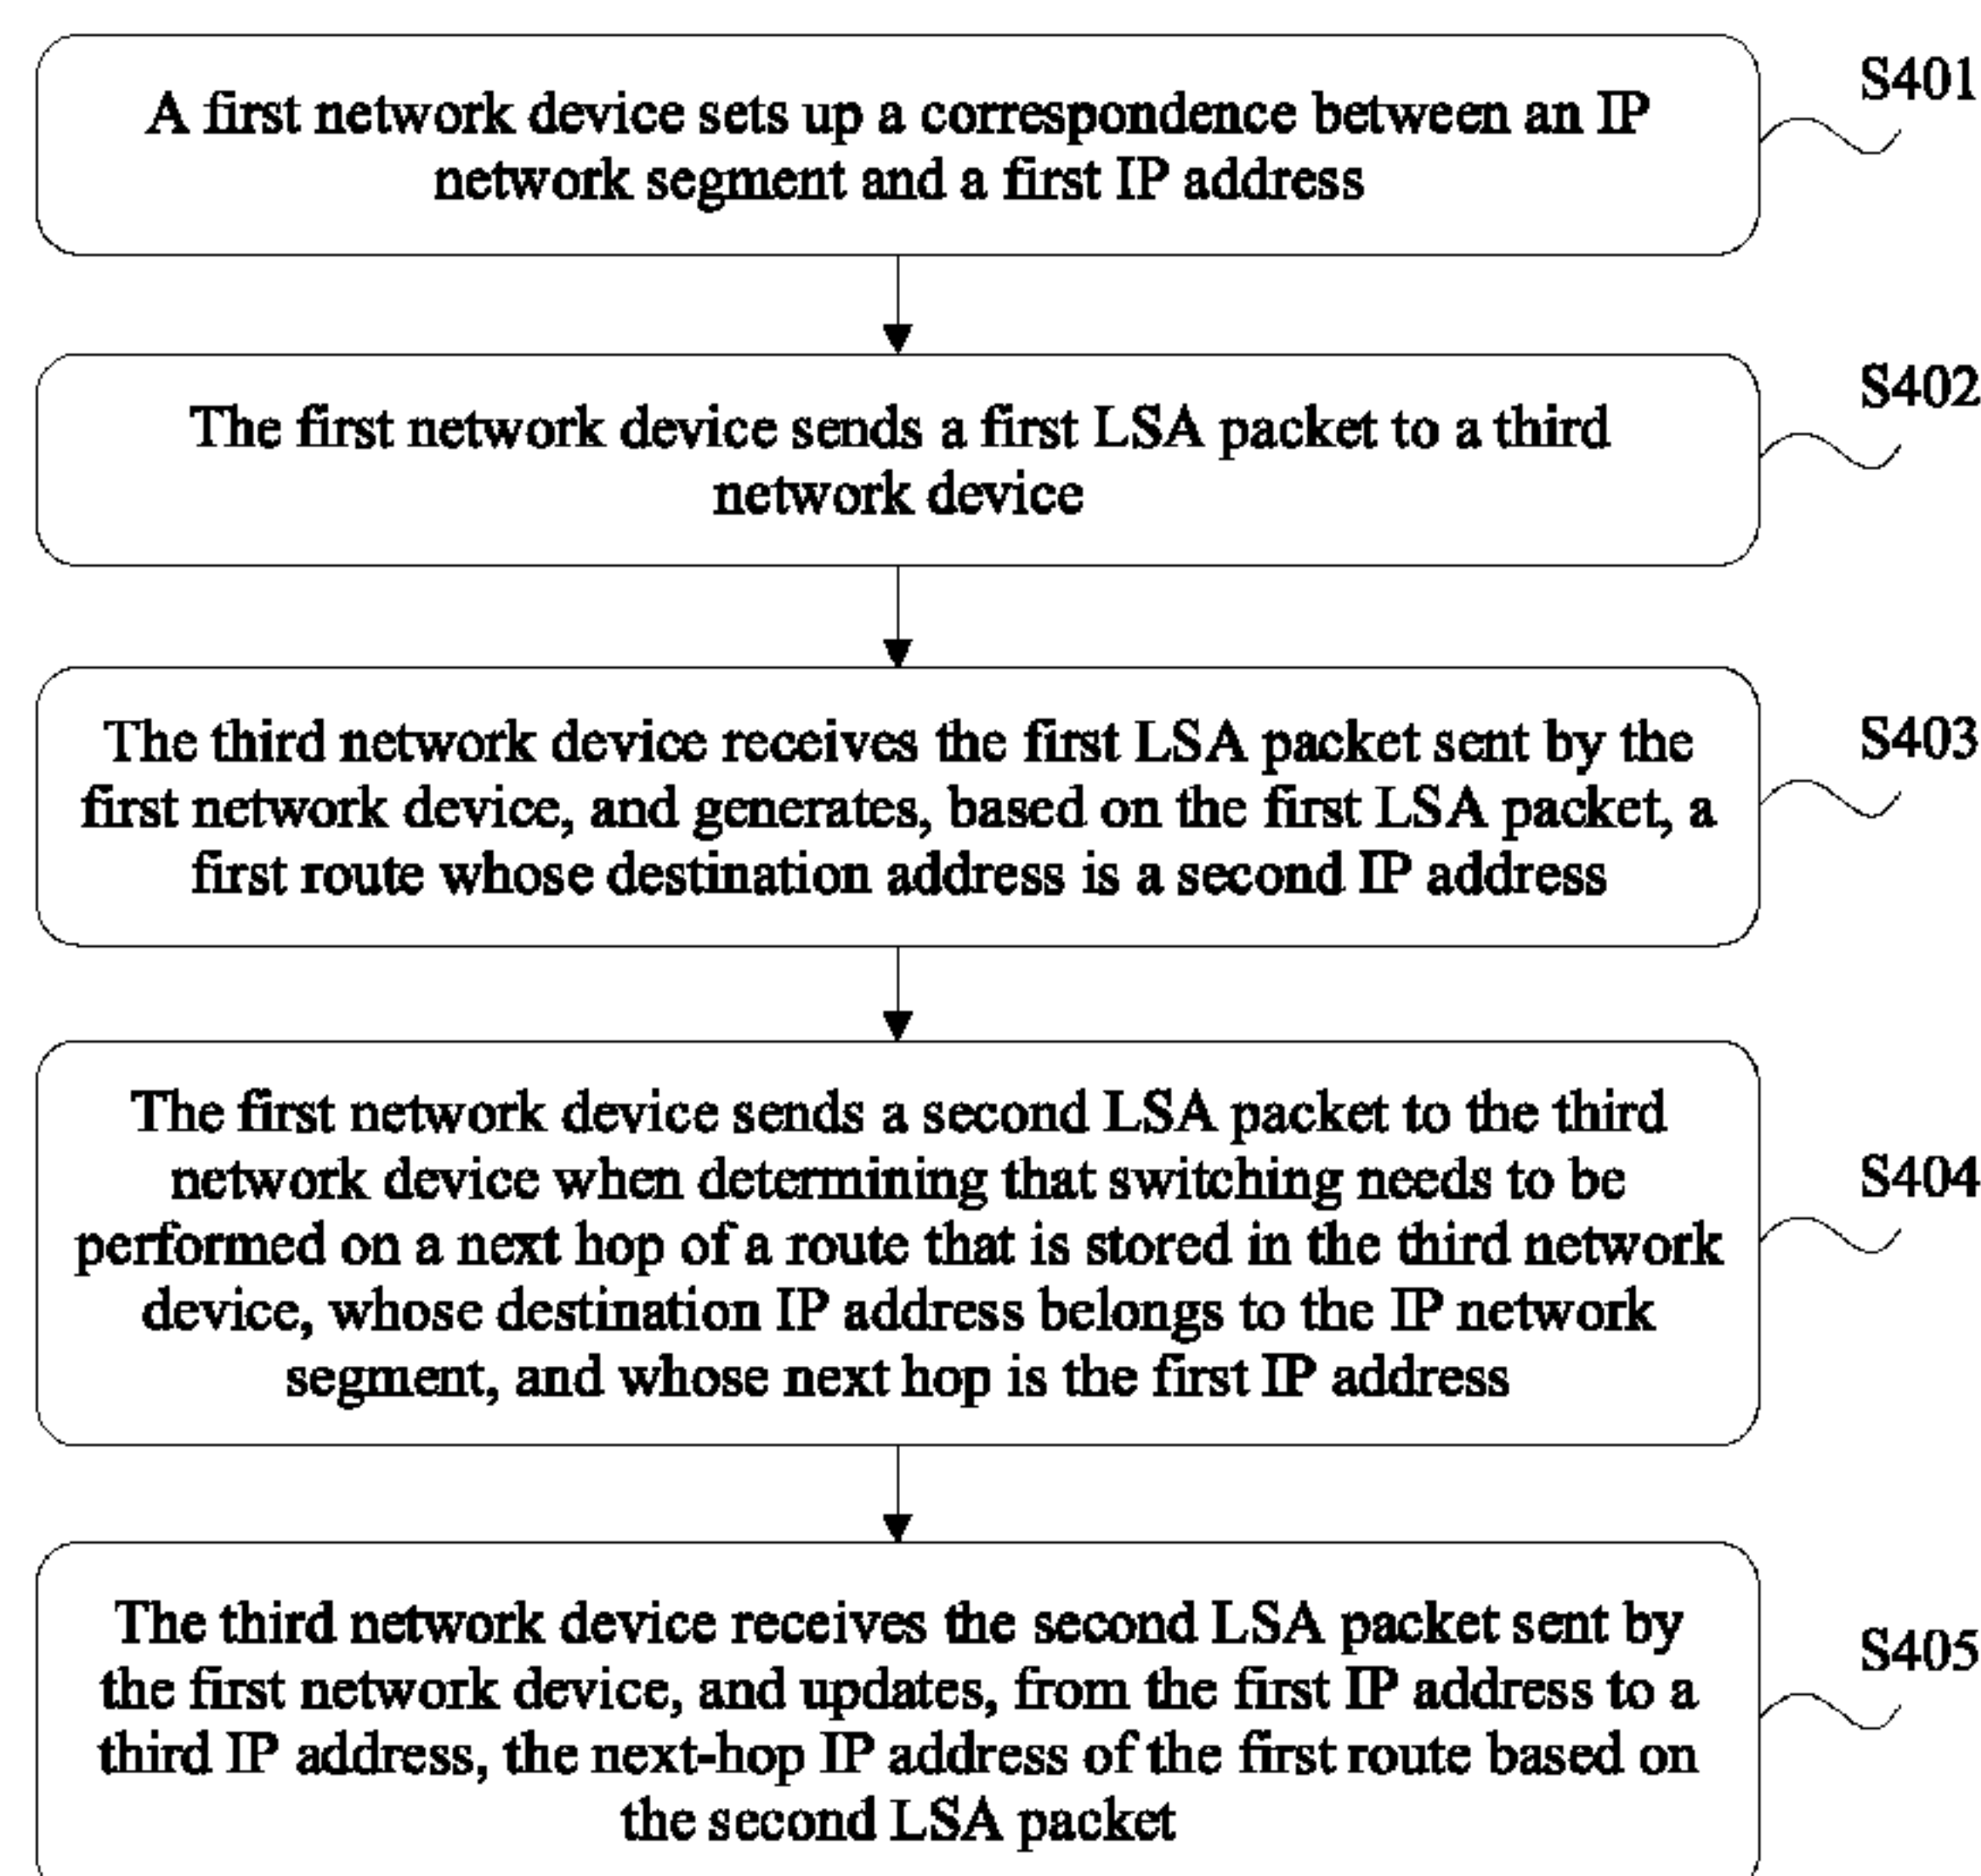 A first network device sets up a correspondence between an IP
network segment and a first IP address
S401
The first network device sends a first LSA packet to a third
network device
S402
The third network device receives the first LSA packet sent by the
first network device, and generates, based on the first LSA packet, a
first route whose destination address is a second IP address
S403
The first network device sends a second LSA packet to the third
network device when determining that switching needs to be
performed on a next hop of a route that is stored in the third network
device, whose destination IP address belongs to the IP network
segment, and whose next hop is the first IP address
S404
The third network device receives the second LSA packet sent by
the first network device, and updates, from the first IP address to a
third IP address, the next-hop IP address of the first route based on
the second LSA packet
S405